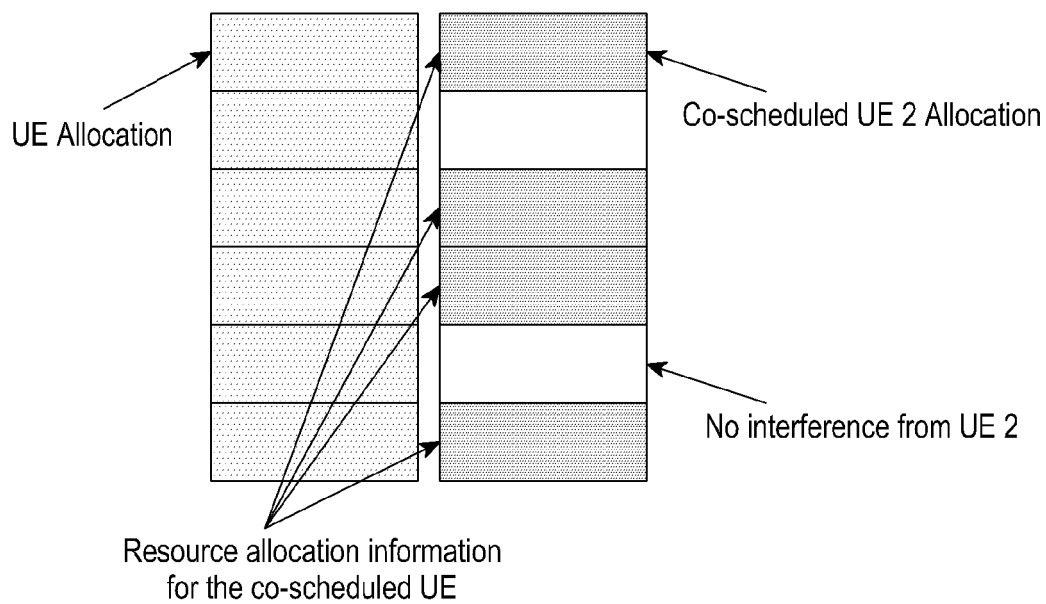 UE Allocation
Co-scheduled UE 2 Allocation
No interference from UE 2
Resource allocation information
for the co-scheduled UE